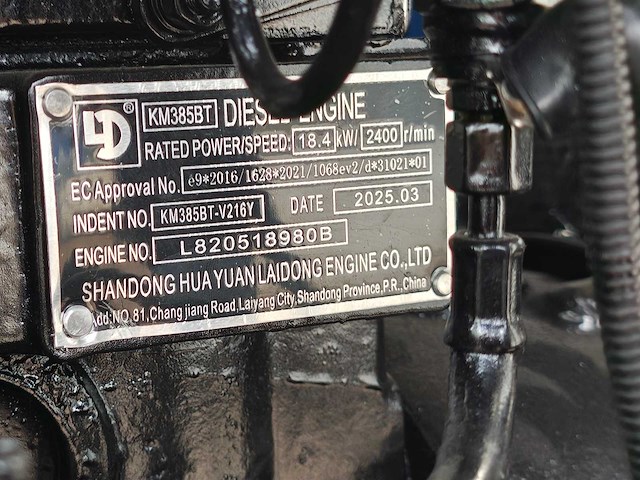 LD ® KM385BT DIESEL ENGINE
RATED POWER/SPEED: 18.4 kW/ 2400 r/min
EC Approval No. e9*2016/1628*2021/1068ev2/d*31021*01
INDENT NO. KM385BT-V216Y DATE 2025.03
ENGINE NO. L820518980B
SHANDONG HUA YUAN LAIDONG ENGINE CO.,LTD
Add:NO.81,Changjiang Road,Laiyang City,Shandong Province,P.R.,China